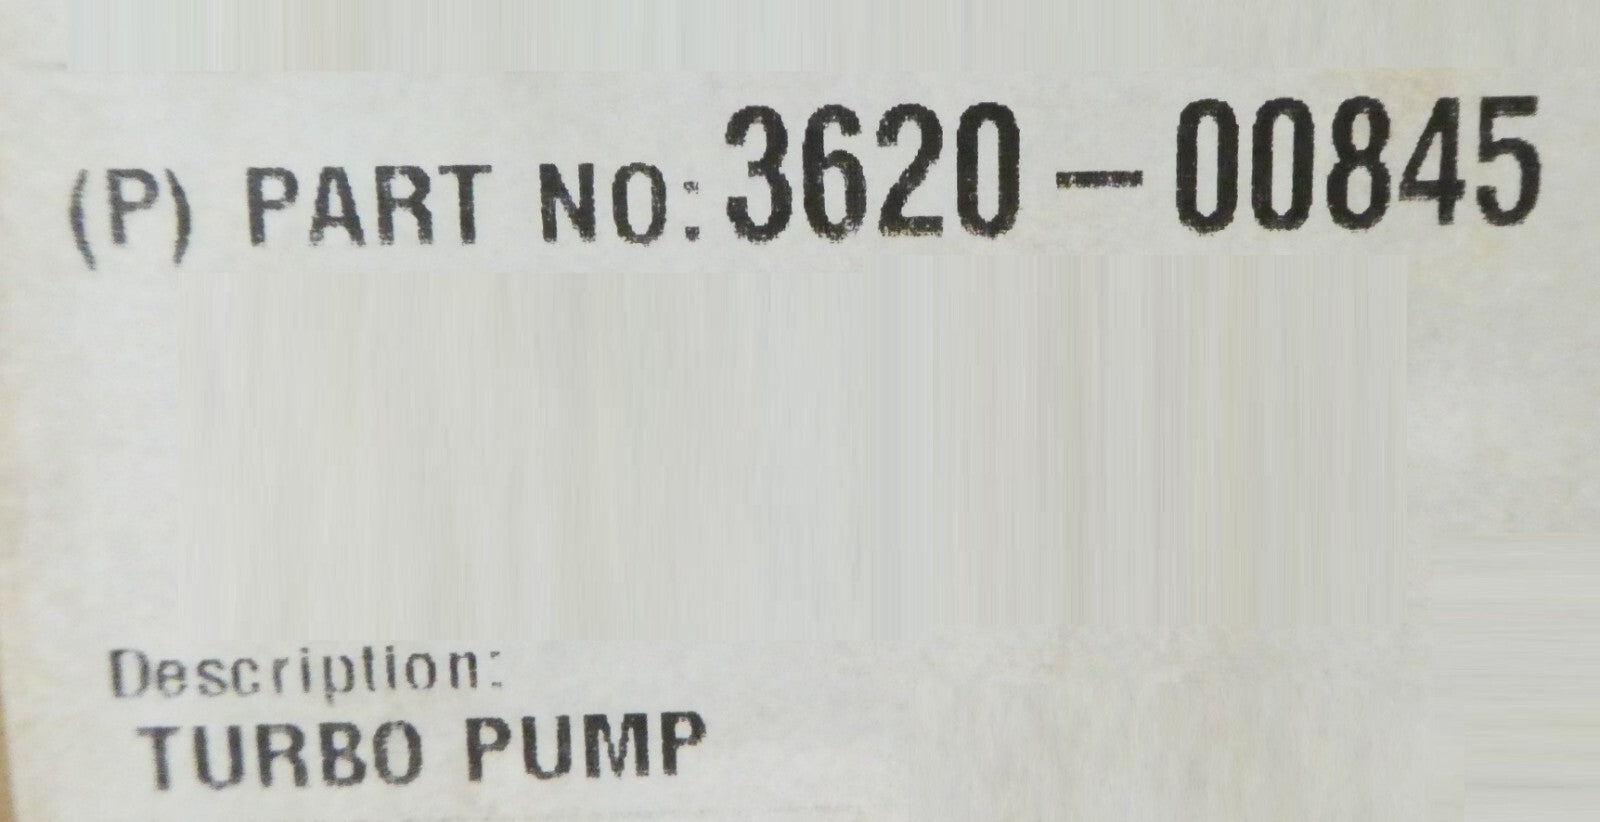 (P) PART NO: 3620-00845
Description:
TURBO PUMP